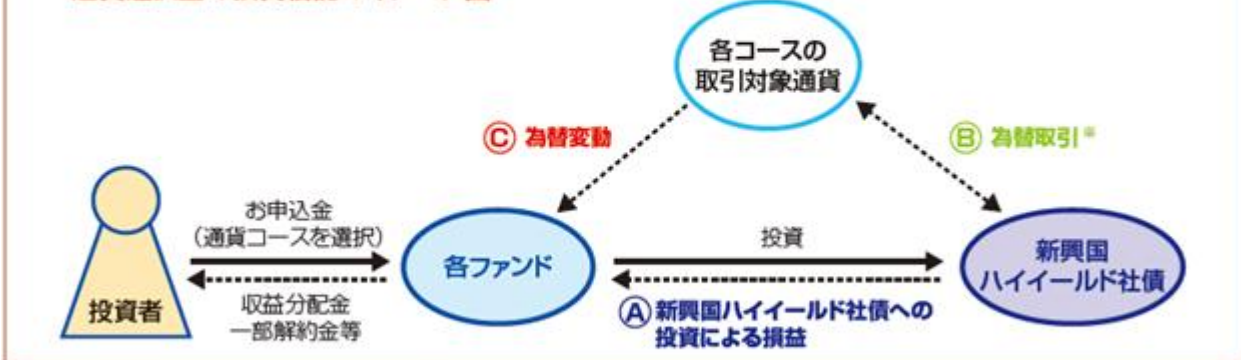 各コースの
取引対象通貨
Ⓒ 為替変動
Ⓑ 為替取引※
お申込金
(通貨コースを選択)
投資者
収益分配金
一部解約金等
各ファンド
投資
Ⓐ 新興国ハイイールド社債への
投資による損益
新興国
ハイイールド社債